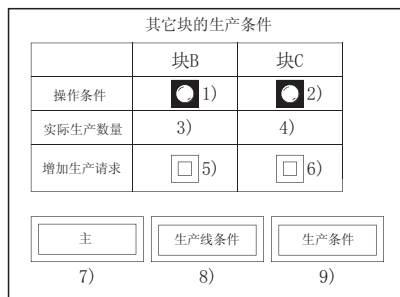 其它块的生产条件
块B 块C
操作条件 1) 2)
实际生产数量 3) 4)
增加生产请求 5) 6)
主 生产线条件 生产条件
7) 8) 9)